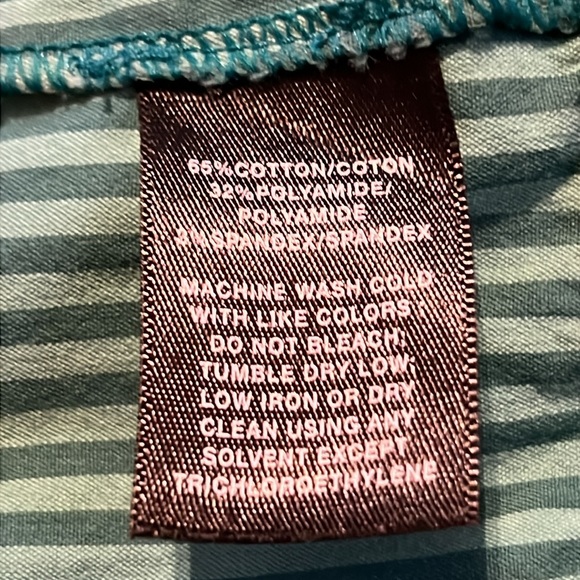 65%COTTON/COTON
32%POLYAMIDE/
POLYAMIDE
3%SPANDEX/SPANDEX
MACHINE WASH COLD
WITH LIKE COLORS;
DO NOT BLEACH;
TUMBLE DRY LOW;
LOW IRON OR DRY
CLEAN USING ANY
SOLVENT EXCEPT
TRICHLOROETHYLENE